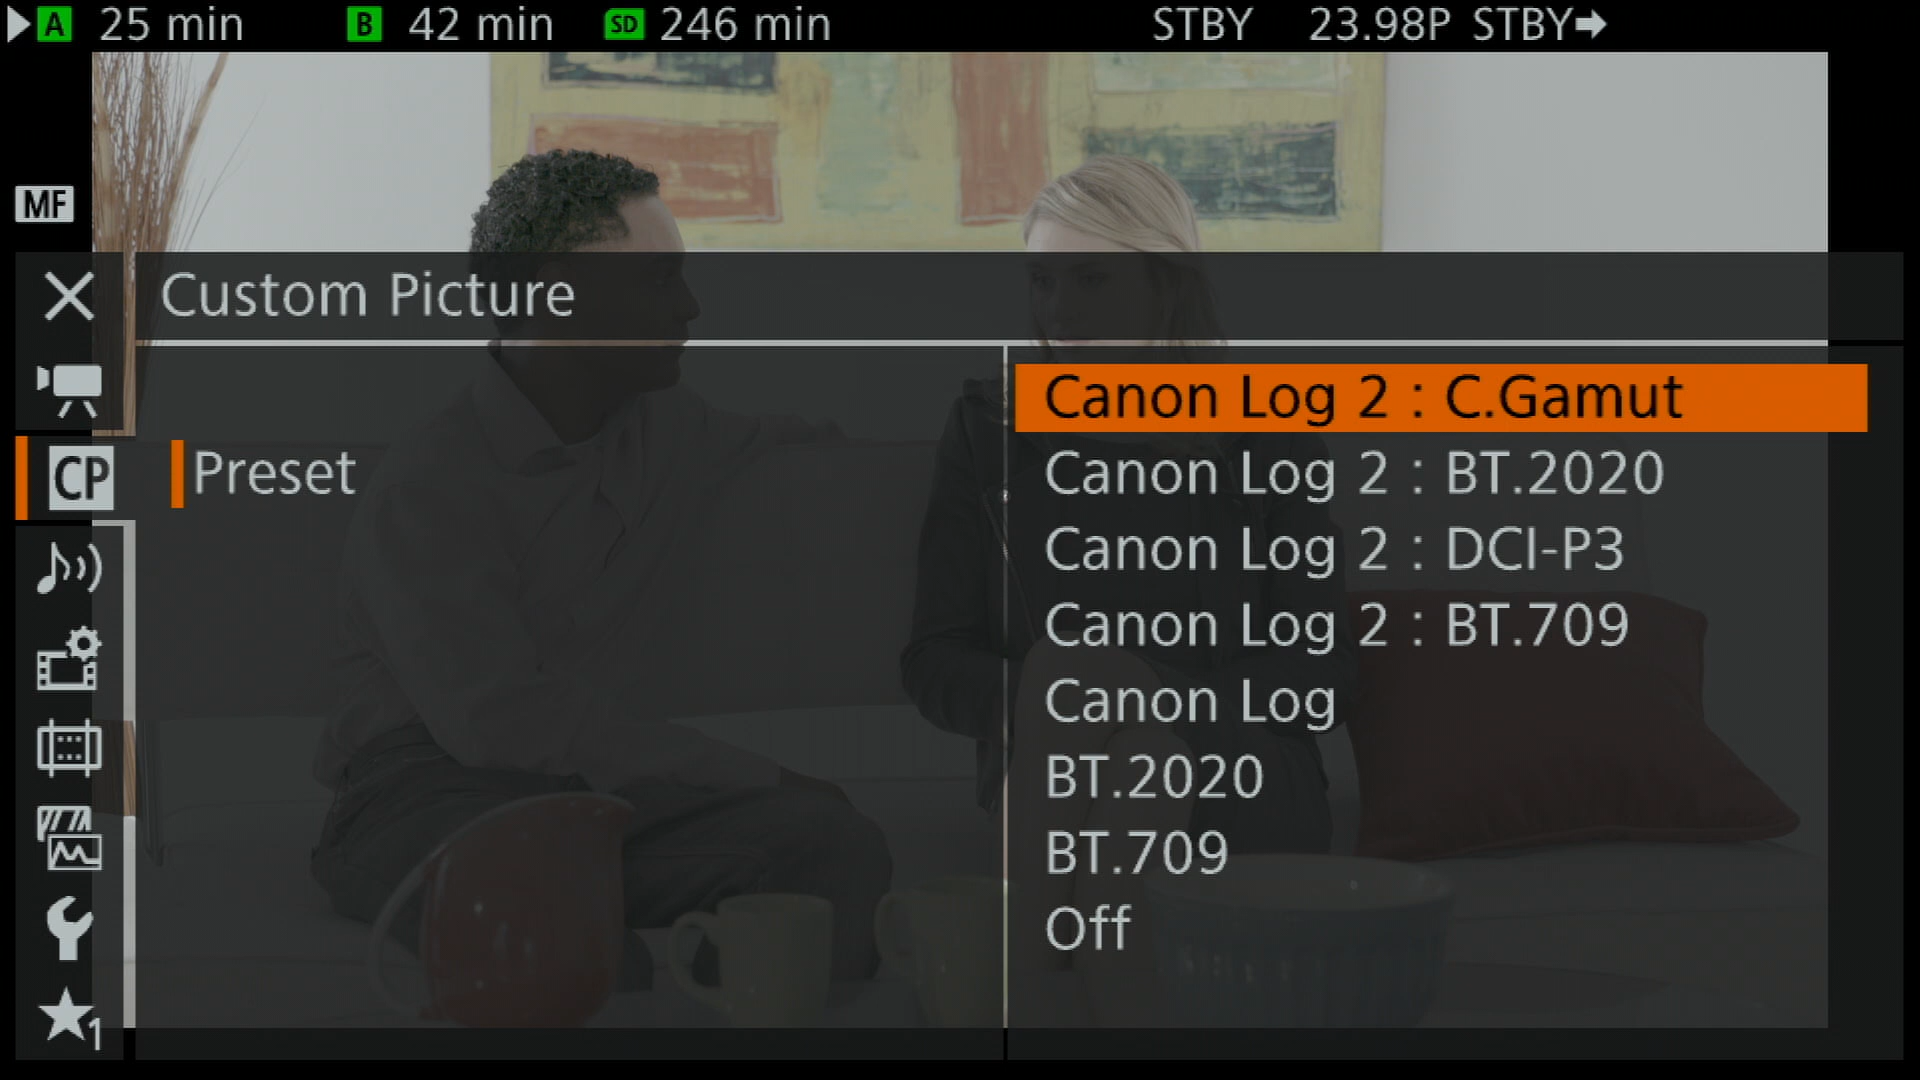 A 25 min B 42 min SD 246 min STBY 23.98P STBY
MF
Custom Picture
CP
Preset
Canon Log 2 : C.Gamut
Canon Log 2 : BT.2020
Canon Log 2 : DCI-P3
Canon Log 2 : BT.709
Canon Log
BT.2020
BT.709
Off
1